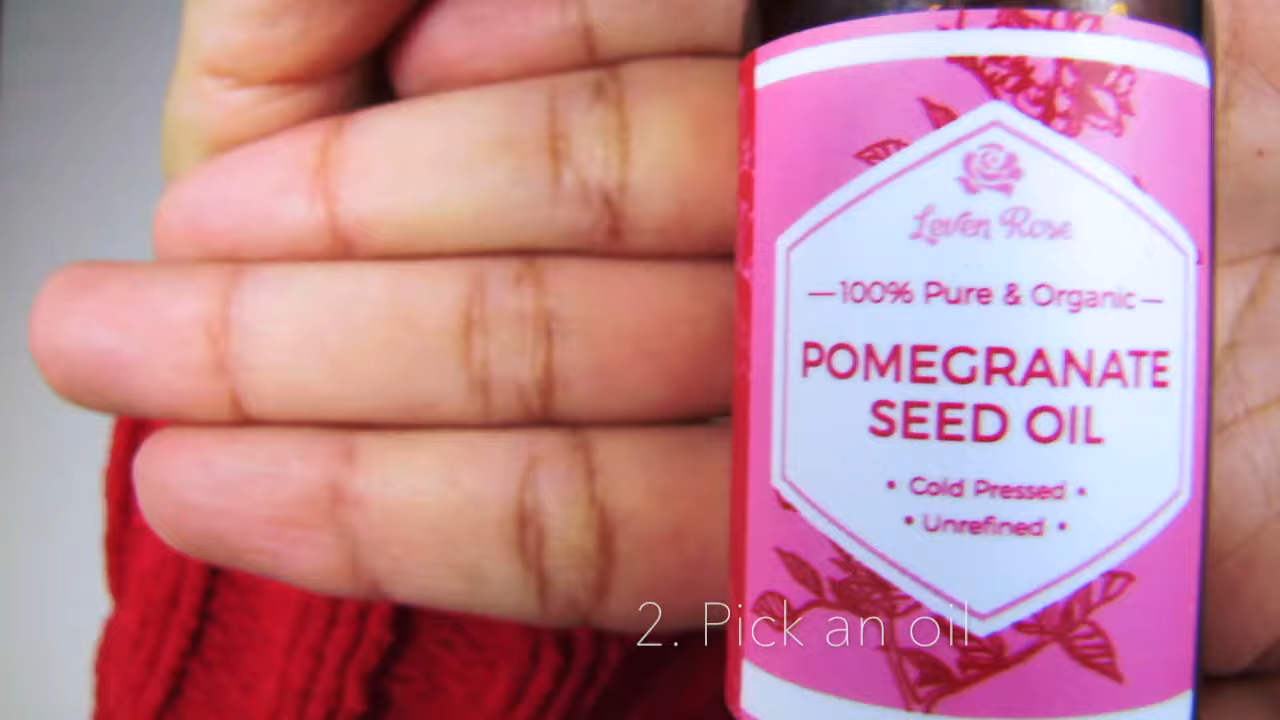 Leven Rose
100% Pure & Organic
POMEGRANATE
SEED OIL
• Cold Pressed •
• Unrefined •
2. Pick an oil